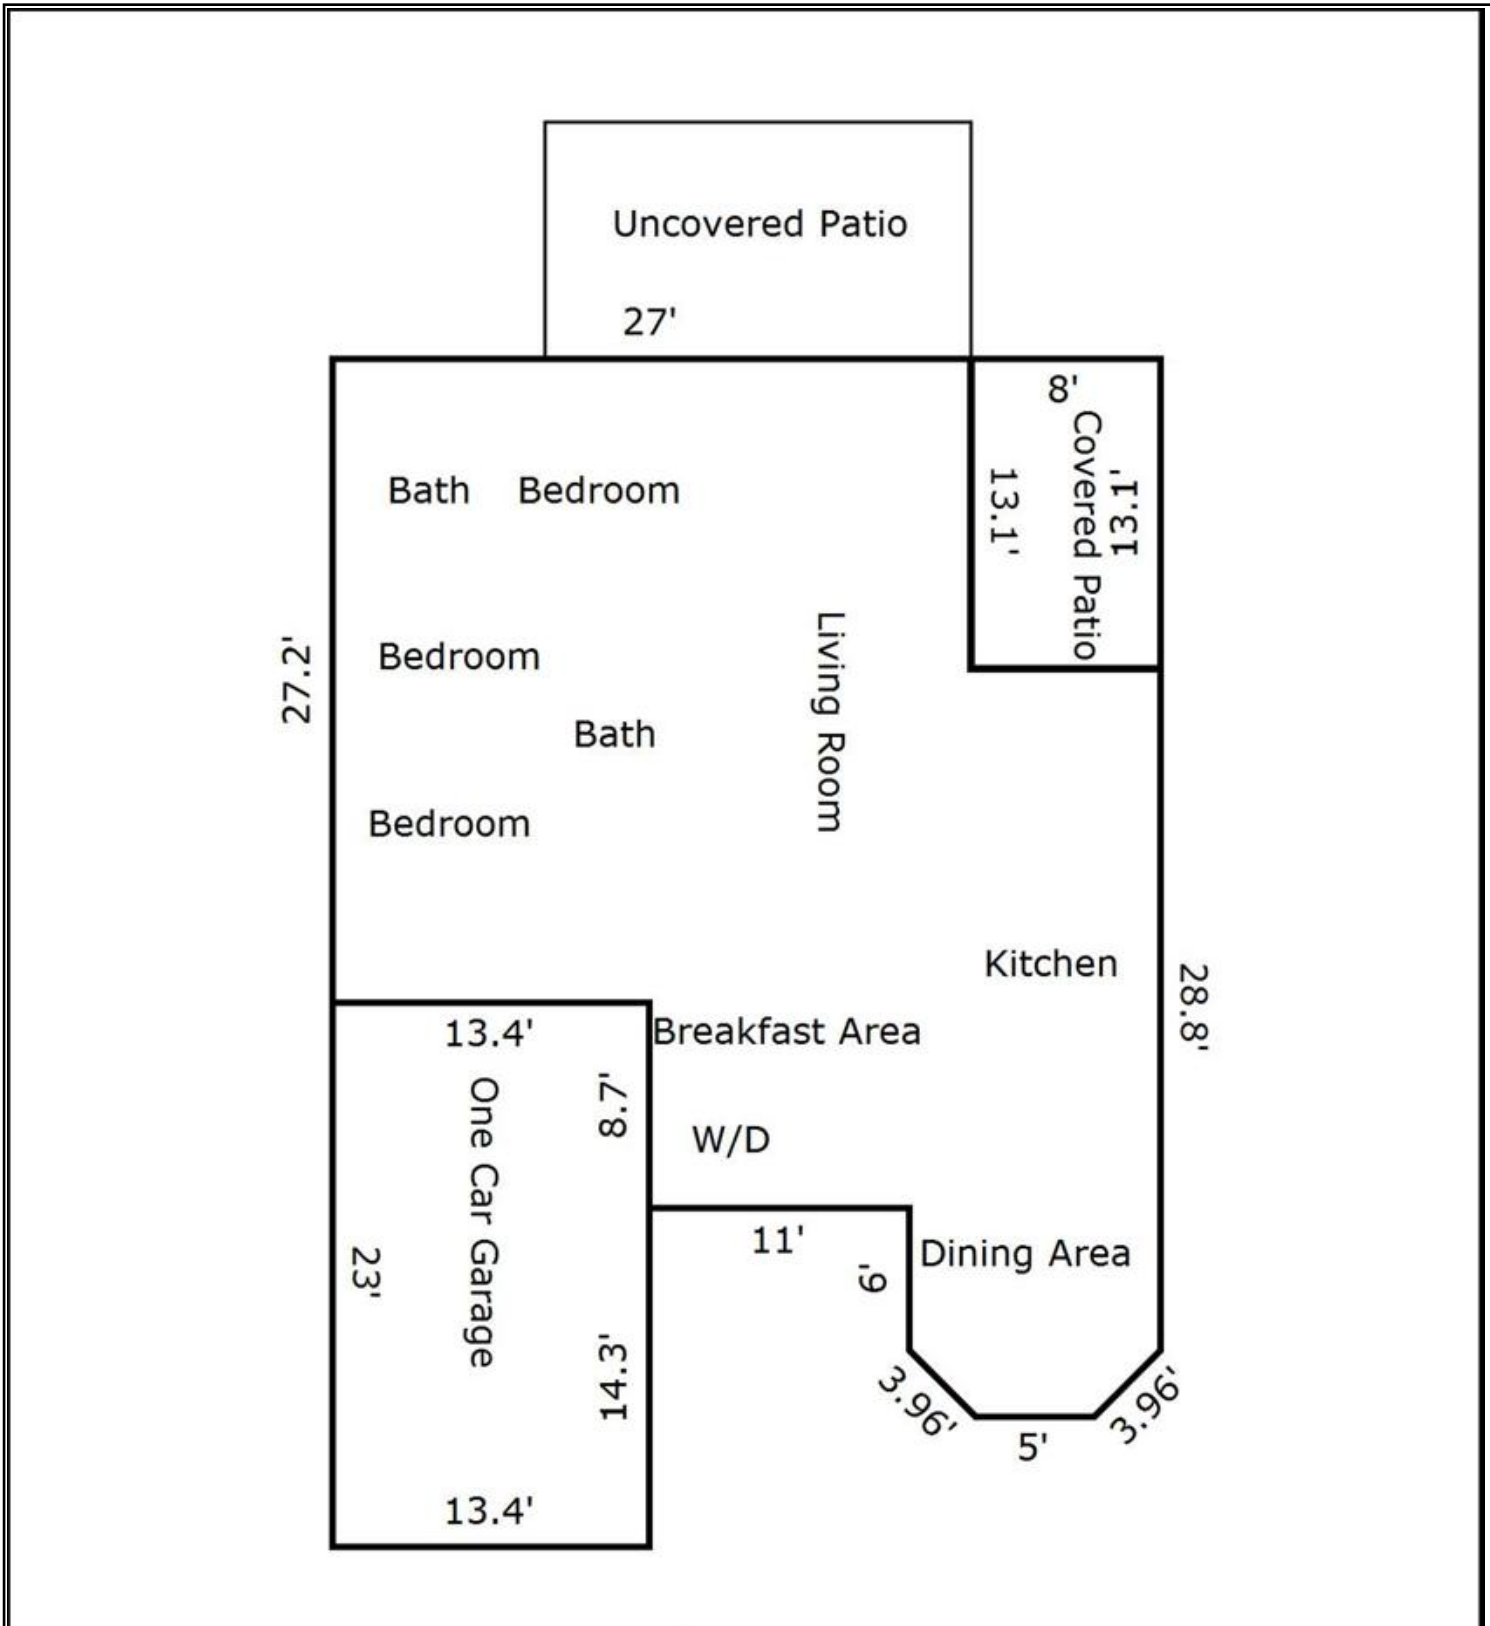 Uncovered Patio
27'
8'
Covered Patio
13.1'
13.1'
Bath
Bedroom
Living Room
27.2'
Bedroom
Bath
Bedroom
Kitchen
28.8'
13.4'
Breakfast Area
One Car Garage
8.7'
W/D
11'
6'
Dining Area
23'
14.3'
3.96'
5'
3.96'
13.4'